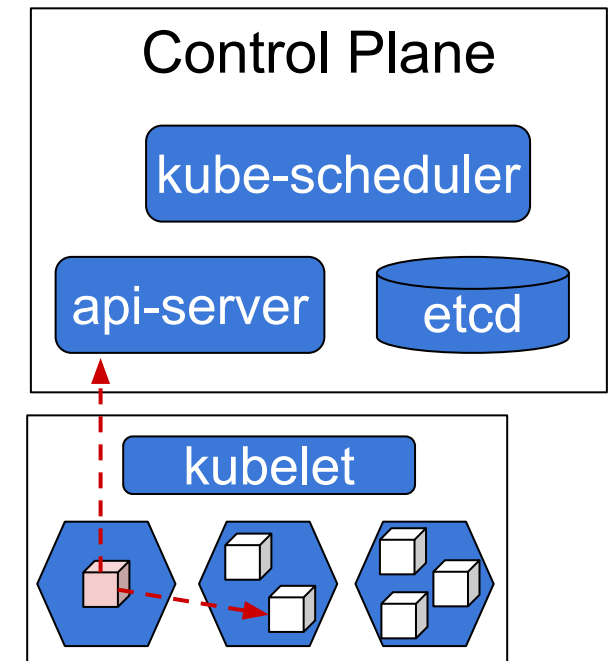 Control Plane
kube-scheduler
api-server
etcd
kubelet